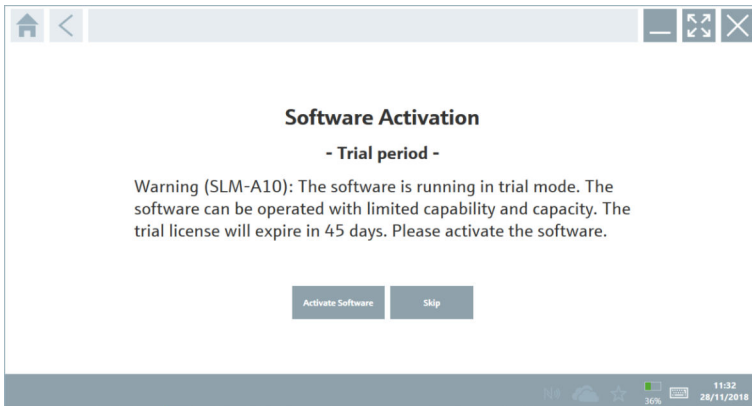 Software Activation
- Trial period -
Warning (SLM-A10): The software is running in trial mode. The
software can be operated with limited capability and capacity. The
trial license will expire in 45 days. Please activate the software.
Activate Software
Skip
36%
11:32
28/11/2018